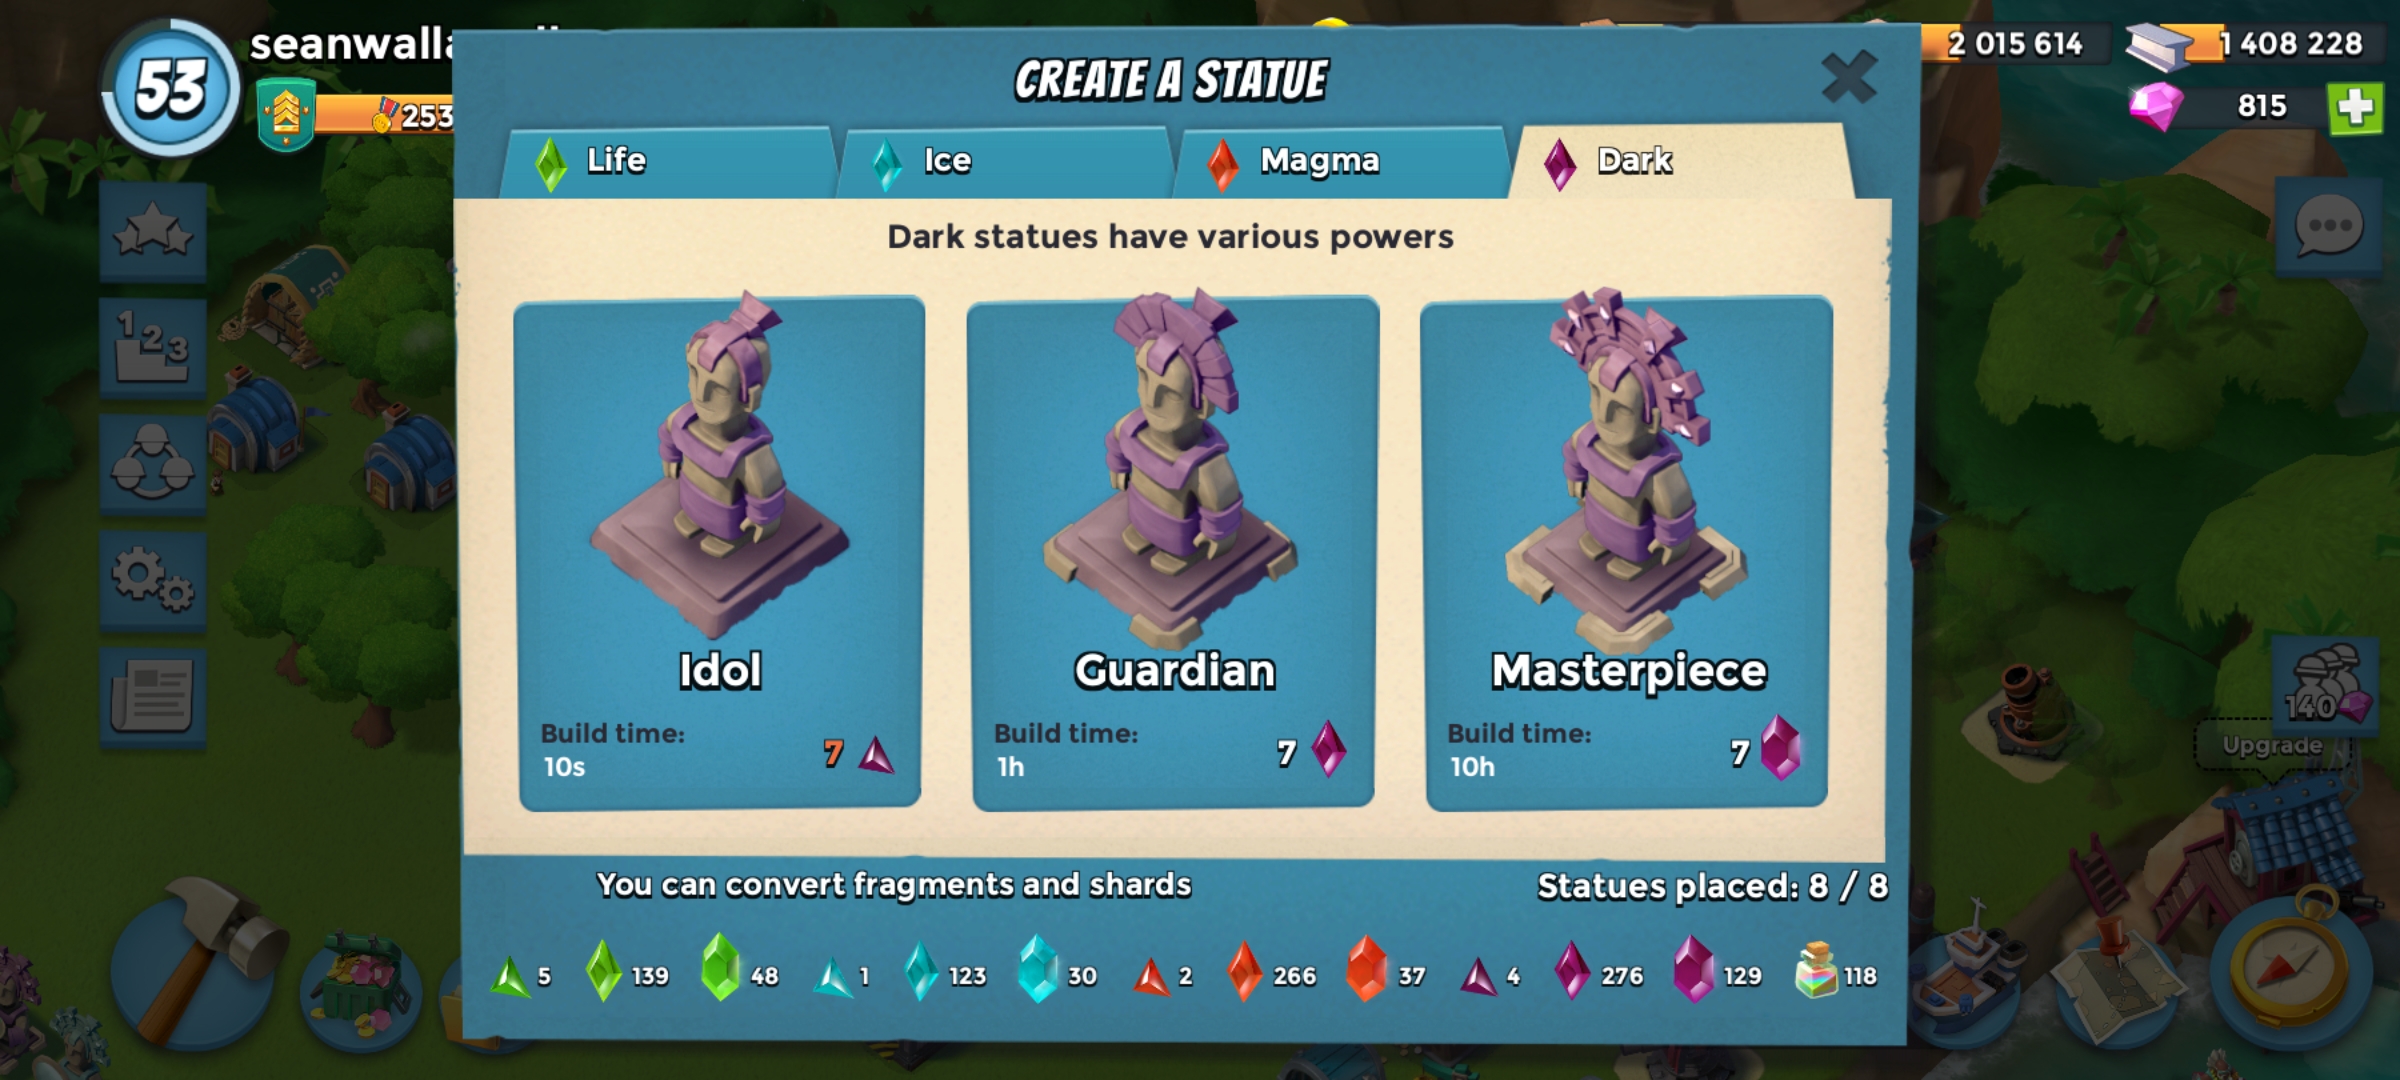 53
253
2 015 614
1 408 228
815
CREATE A STATUE
Life
Ice
Magma
Dark
Dark statues have various powers
1 2 3
Idol
Build time:
10s
7
Guardian
Build time:
1h
7
Masterpiece
Build time:
10h
7
140
Upgrade
You can convert fragments and shards
Statues placed: 8 / 8
5
139
48
1
123
30
2
266
37
4
276
129
118